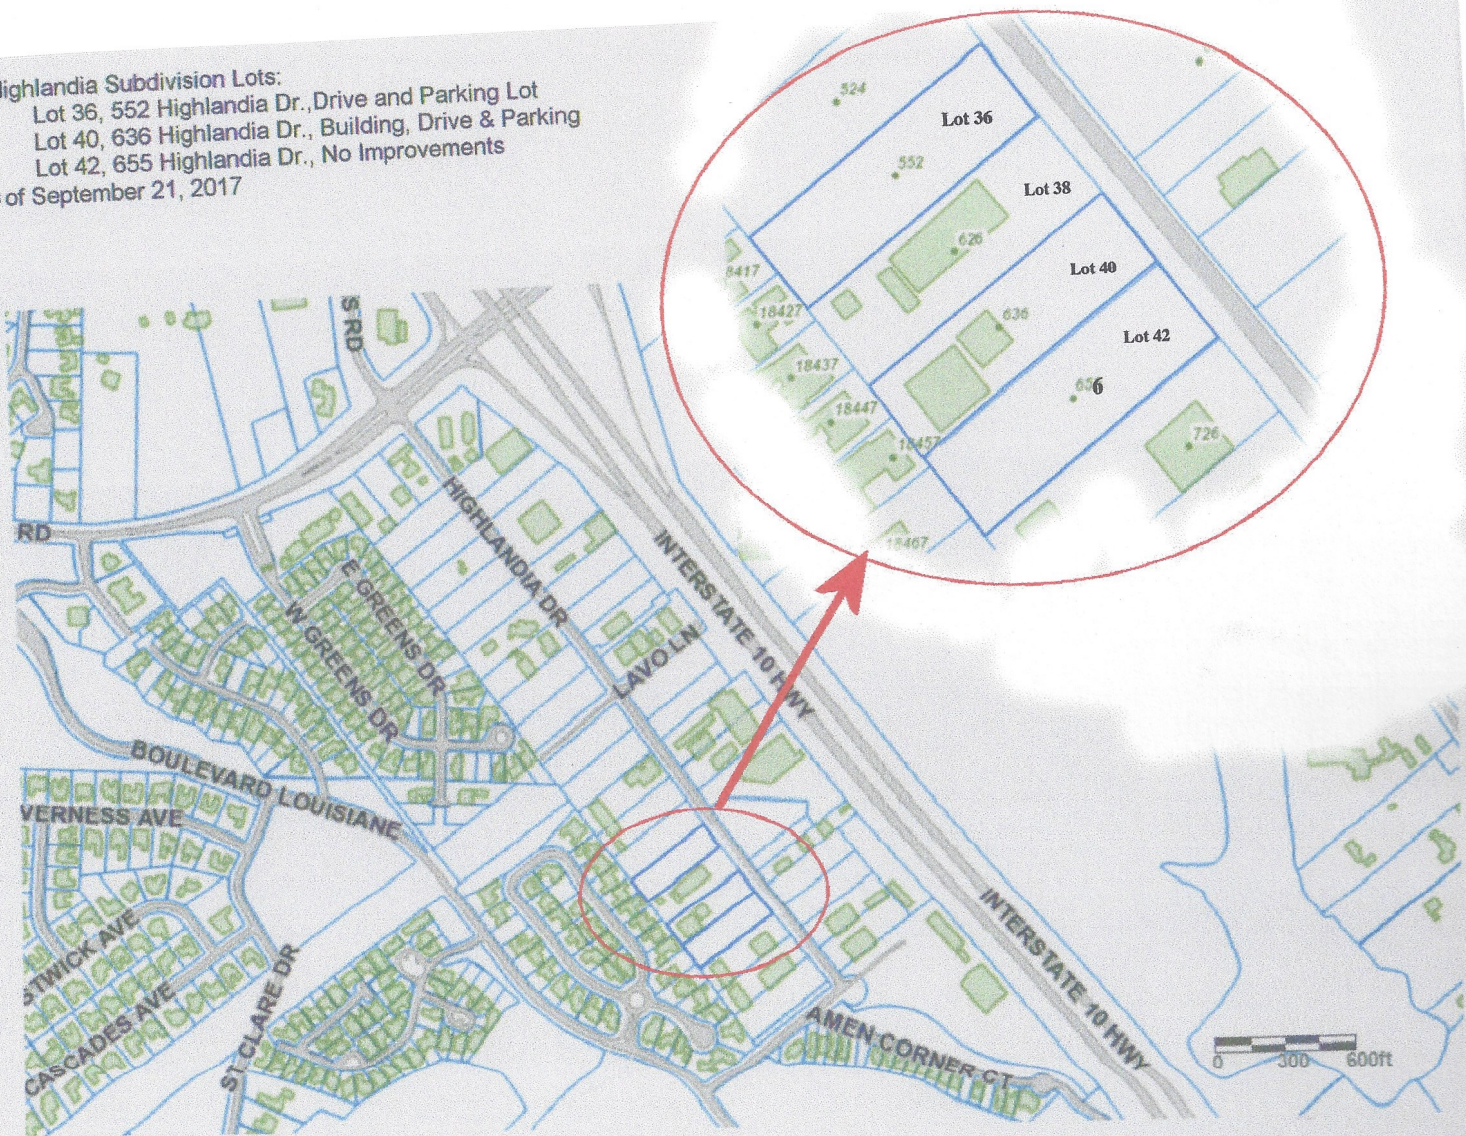 Highlandia Subdivision Lots:
Lot 36, 552 Highlandia Dr.,Drive and Parking Lot
Lot 40, 636 Highlandia Dr., Building, Drive & Parking
Lot 42, 655 Highlandia Dr., No Improvements
of September 21, 2017
524
Lot 36
552
Lot 38
626
Lot 40
636
Lot 42
6
726
8417
18427
18437
18447
18457
18467
S RD
RD
HIGHLANDIA DR
INTERSTATE 10 HWY
E GREENS DR
W GREENS DR
LAVO LN
BOULEVARD LOUISIANE
VERNESS AVE
STWICK AVE
CASCADES AVE
ST CLARE DR
AMEN CORNER CT
INTERSTATE 10 HWY
0 300 600ft